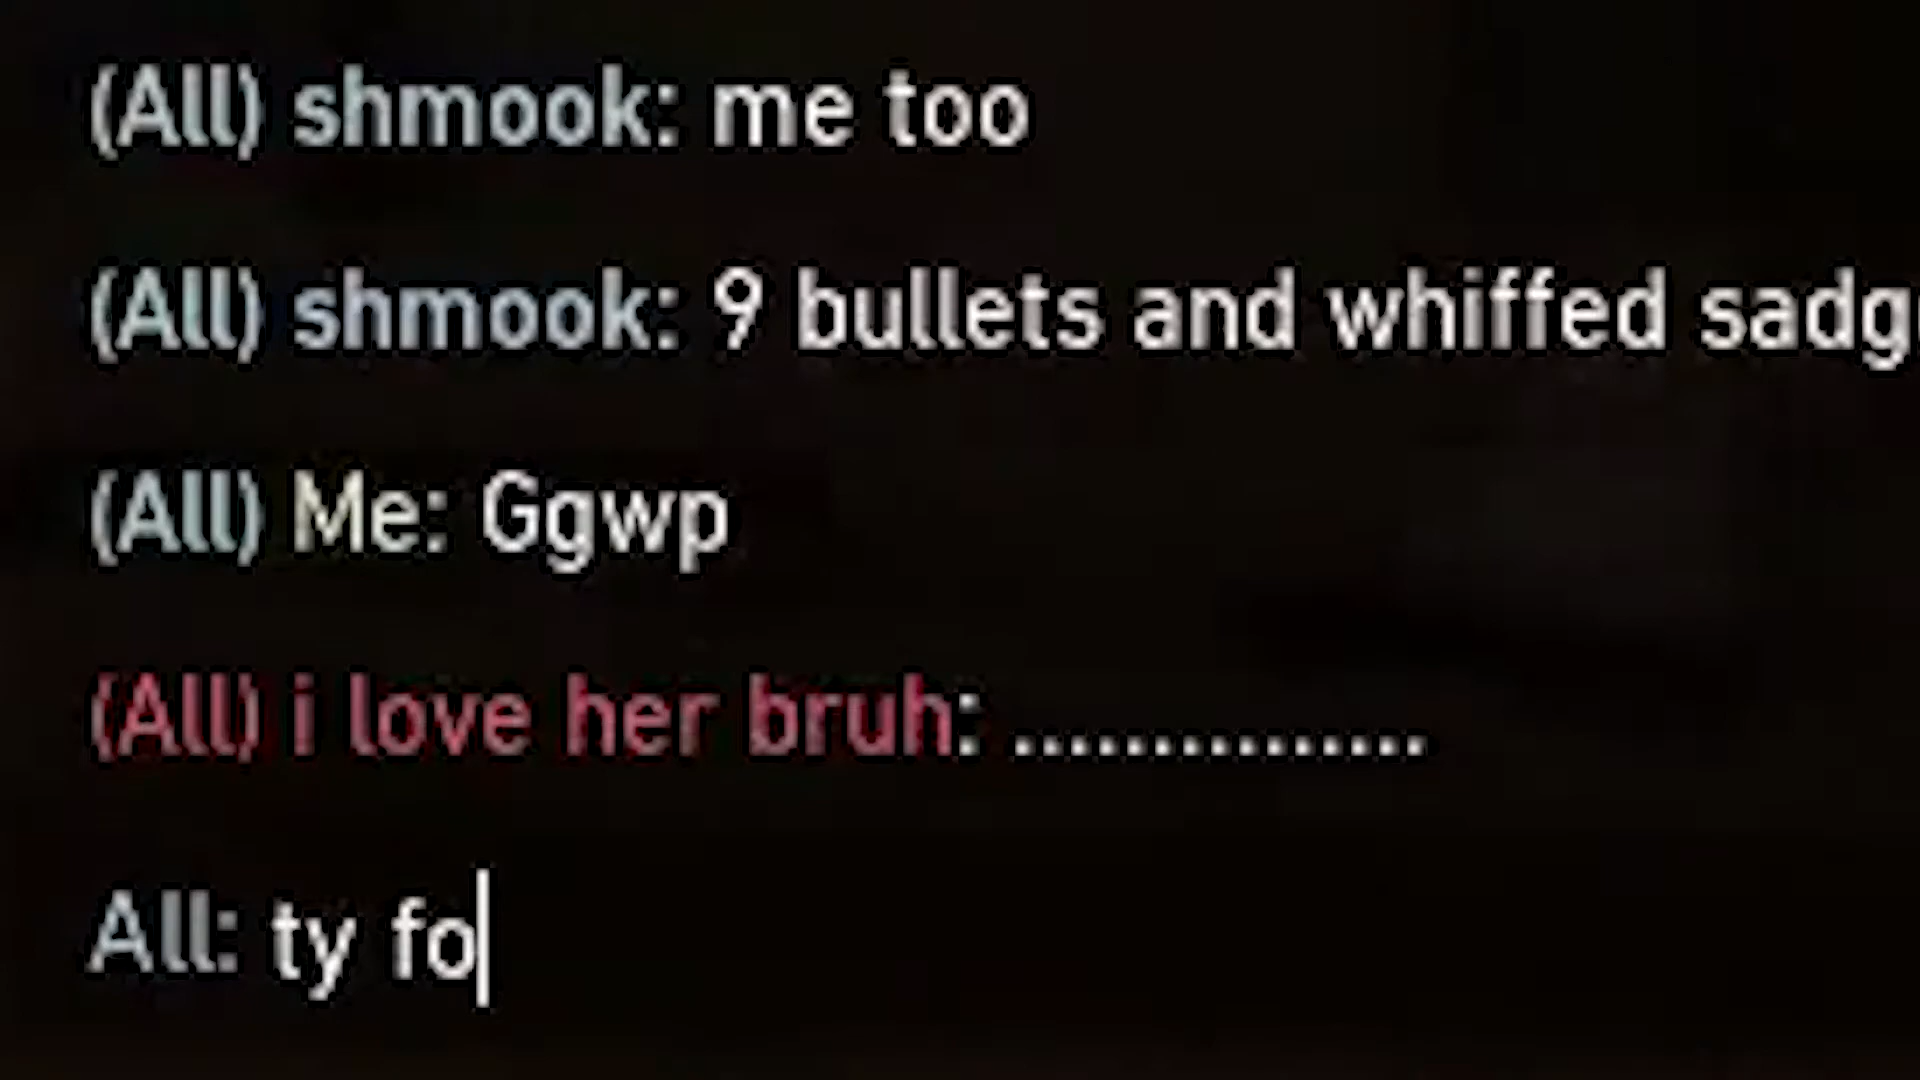 (All) shmook: me too
(All) shmook: 9 bullets and whiffed
(All) Me: Ggwp
(All) i love her bruh: ...............
All: ty fo